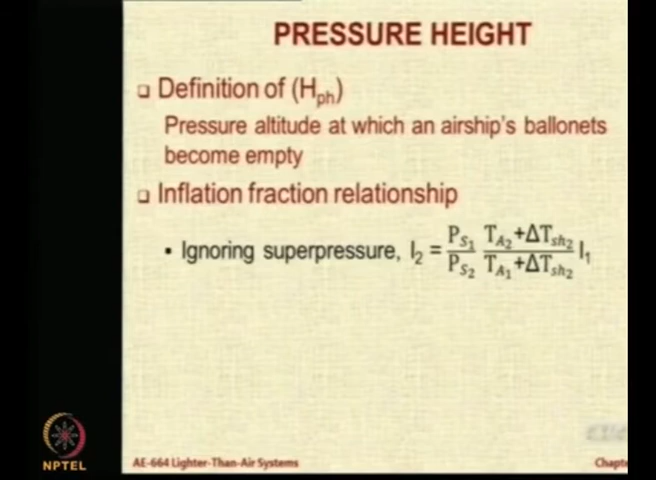 PRESSURE HEIGHT
❑ Definition of (H_ph)
Pressure altitude at which an airship's ballonets
become empty
❑ Inflation fraction relationship
▪ Ignoring superpressure, I₂ = P_S₁/P_S₂ (T_A₂+ΔT_sh₂)/(T_A₁+ΔT_sh₂) I₁
NPTEL
AE-664 Lighter-Than-Air Systems